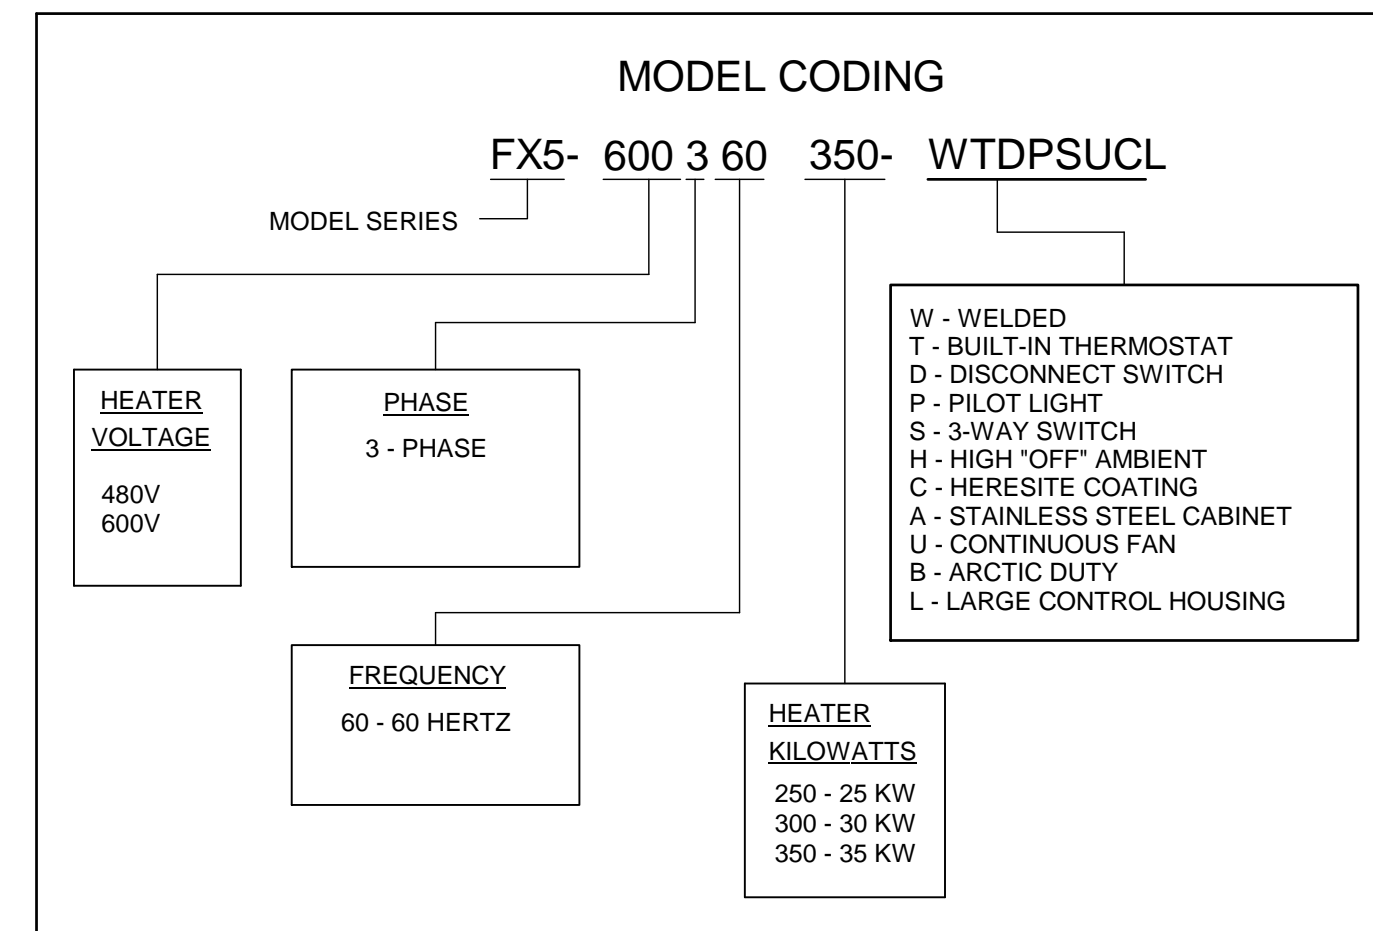 MODEL CODING
FX5- 600 3 60 350- WTDPSUCL
MODEL SERIES
HEATER
VOLTAGE
480V
600V
PHASE
3 - PHASE
FREQUENCY
60 - 60 HERTZ
HEATER
KILOWATTS
250 - 25 KW
300 - 30 KW
350 - 35 KW
W - WELDED
T - BUILT-IN THERMOSTAT
D - DISCONNECT SWITCH
P - PILOT LIGHT
S - 3-WAY SWITCH
H - HIGH "OFF" AMBIENT
C - HERESITE COATING
A - STAINLESS STEEL CABINET
U - CONTINUOUS FAN
B - ARCTIC DUTY
L - LARGE CONTROL HOUSING